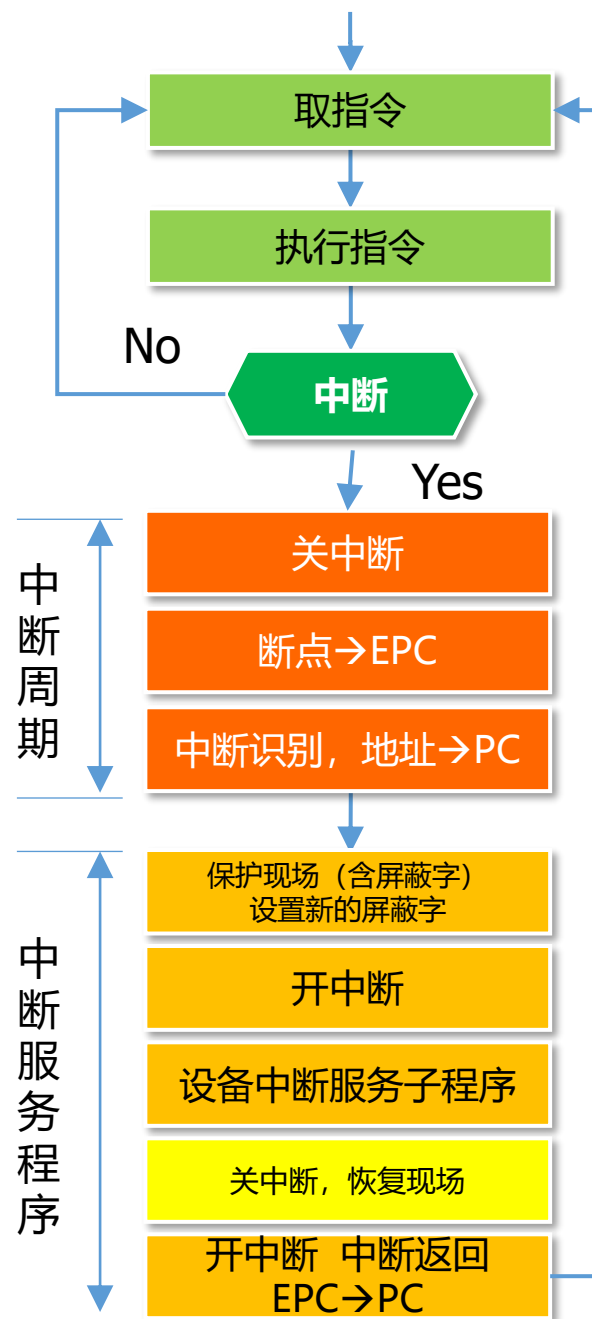 取指令
执行指令
No
中断
Yes
中断周期
关中断
断点→EPC
中断识别，地址→PC
中断服务程序
保护现场（含屏蔽字）
设置新的屏蔽字
开中断
设备中断服务子程序
关中断，恢复现场
开中断 中断返回
EPC→PC